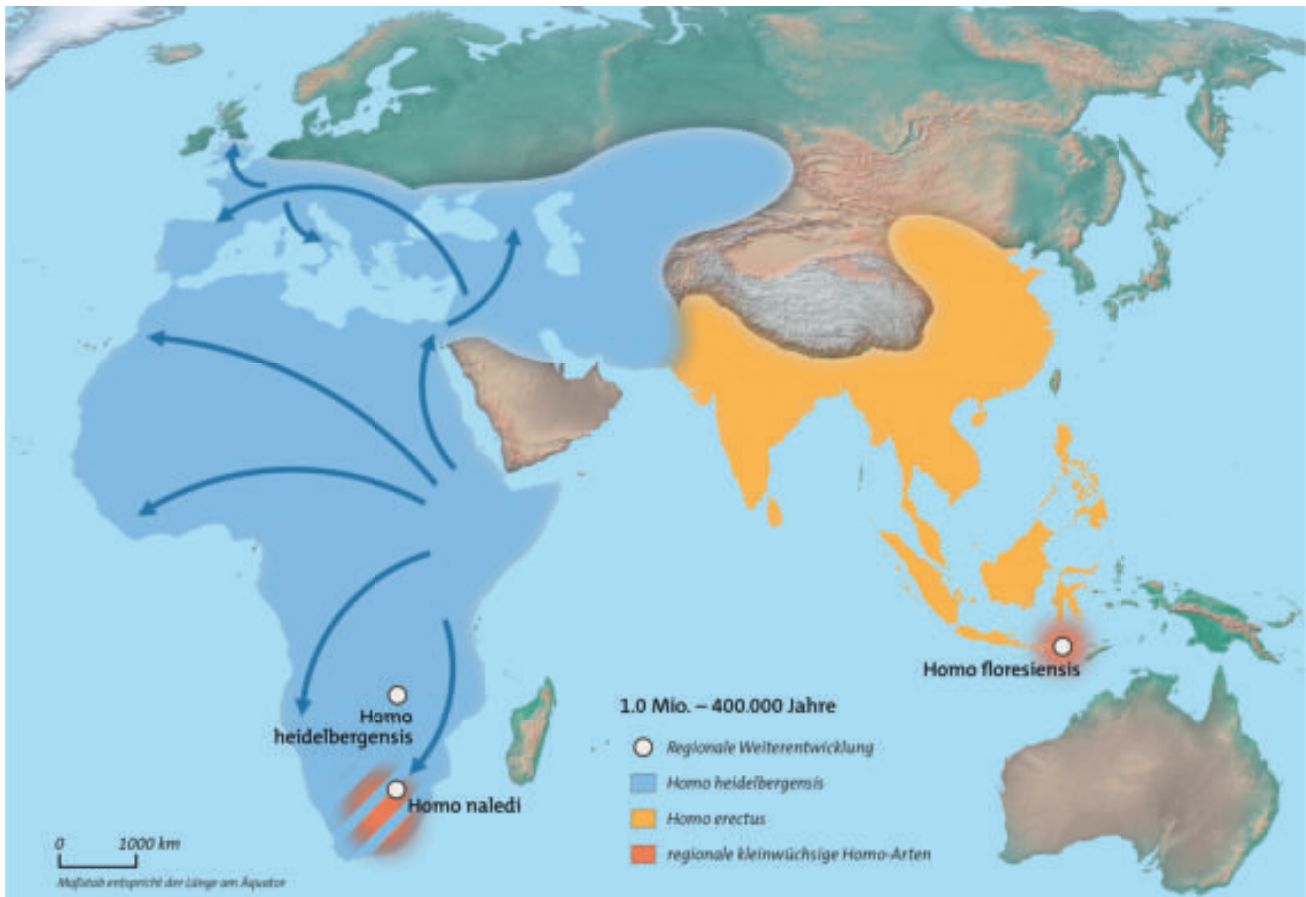 Homo
heidelbergensis
Homo naledi
Homo floresiensis
1.0 Mio. – 400.000 Jahre
Regionale Weiterentwicklung
Homo heidelbergensis
Homo erectus
regionale kleinwüchsige Homo-Arten
0 1000 km
Maßstab entspricht der Länge am Äquator